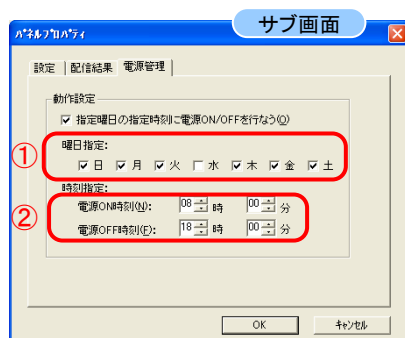 サブ画面
ﾊﾟﾈﾙﾌﾟﾛﾊﾟﾃｨ
設定 配信結果 電源管理
動作設定
指定曜日の指定時刻に電源ON/OFFを行なう(O)
① 曜日指定:
日 月 火 水 木 金 土
時刻指定:
② 電源ON時刻(N): 08 時 00 分
電源OFF時刻(F): 18 時 00 分
OK ｷｬﾝｾﾙ